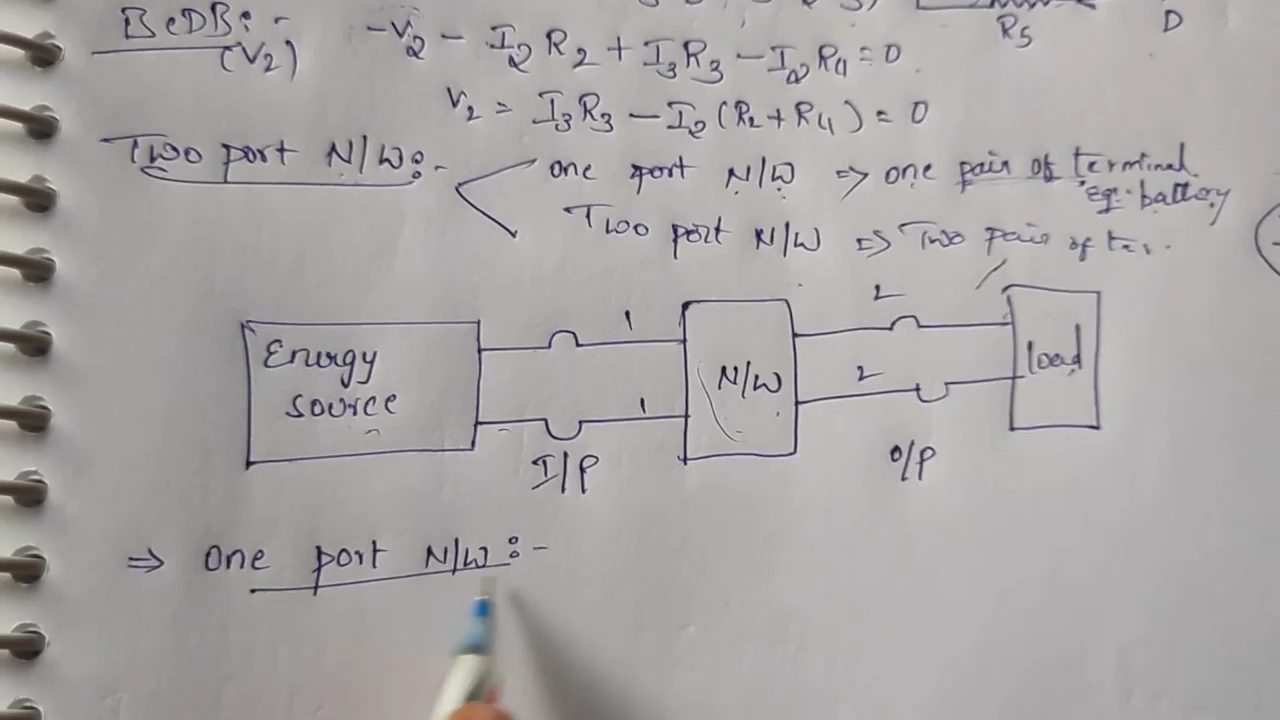 BCDB:-
(V2)
-V2 - I2R2 + I3R3 - I2R4 = 0
R5
D
V2 = I3R3 - I2(R2+R4) = 0
Two port N/W:-
one port N/W ⇒ one pair of terminal
eg:- battery
Two port N/W ⇒ Two pair of ter.
Energy
source
1
1
I/P
N/W
2
2
O/P
load
⇒ One port N/W:-